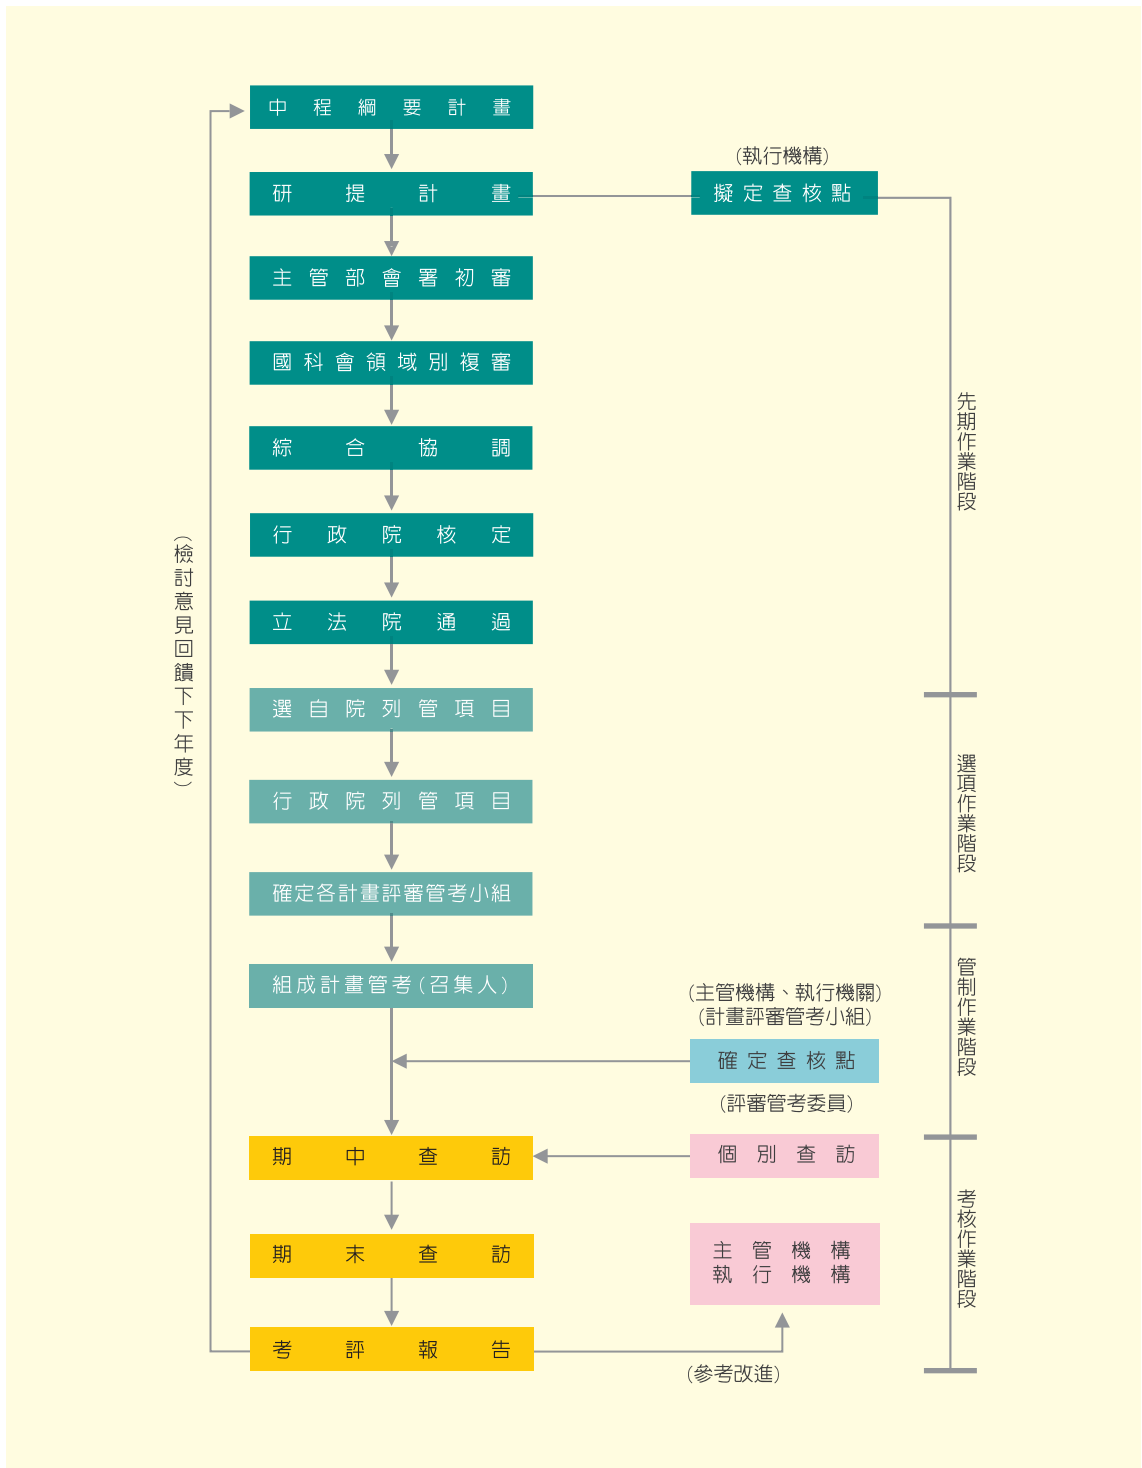 中程綱要計畫
(執行機構)
研提計畫
擬定查核點
主管部會署初審
國科會領域別複審
綜合協調
行政院核定
立法院通過
選自院列管項目
行政院列管項目
確定各計畫評審管考小組
組成計畫管考(召集人)
(主管機構、執行機關)
(計畫評審管考小組)
確定查核點
(評審管考委員)
期中查訪
個別查訪
期末查訪
主管機構
執行機構
考評報告
(參考改進)
(檢討意見回饋下下年度)
先期作業階段
選項作業階段
管制作業階段
考核作業階段